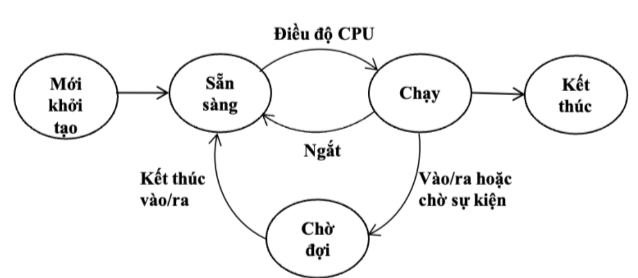 Điều độ CPU
Mới
khởi
tạo
Sẵn
sàng
Chạy
Kết
thúc
Ngắt
Kết thúc
vào/ra
Vào/ra hoặc
chờ sự kiện
Chờ
đợi